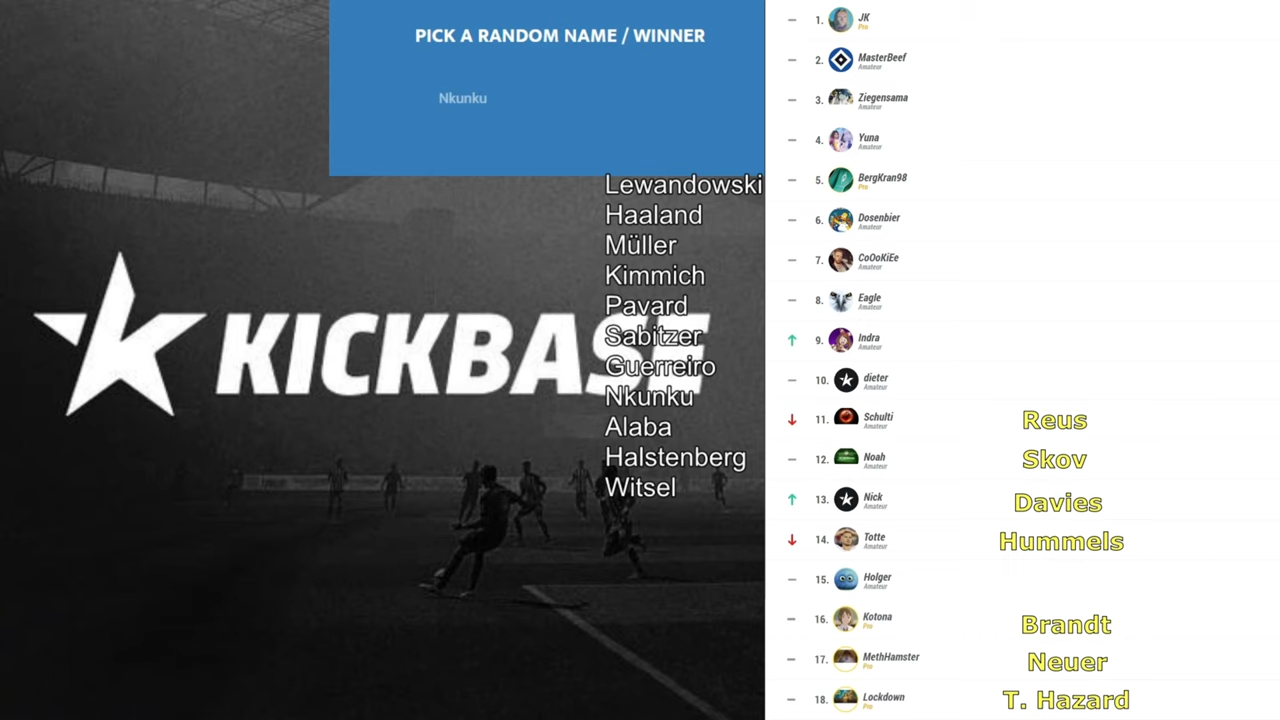 PICK A RANDOM NAME / WINNER
Nkunku
KICKBASE
Lewandowski
Haaland
Müller
Kimmich
Pavard
Sabitzer
Guerreiro
Nkunku
Alaba
Halstenberg
Witsel
1. JK
Pro
2. MasterBeef
Amateur
3. Ziegensama
Amateur
4. Yuna
Amateur
5. BergKran98
Pro
6. Dosenbier
Amateur
7. CoOoKiEe
Amateur
8. Eagle
Amateur
9. Indra
Amateur
10. dieter
Amateur
11. Schulti Reus
Amateur
12. Noah Skov
Amateur
13. Nick Davies
Amateur
14. Totte Hummels
Amateur
15. Holger
Amateur
16. Kotona Brandt
Pro
17. MethHamster Neuer
Pro
18. Lockdown T. Hazard
Pro